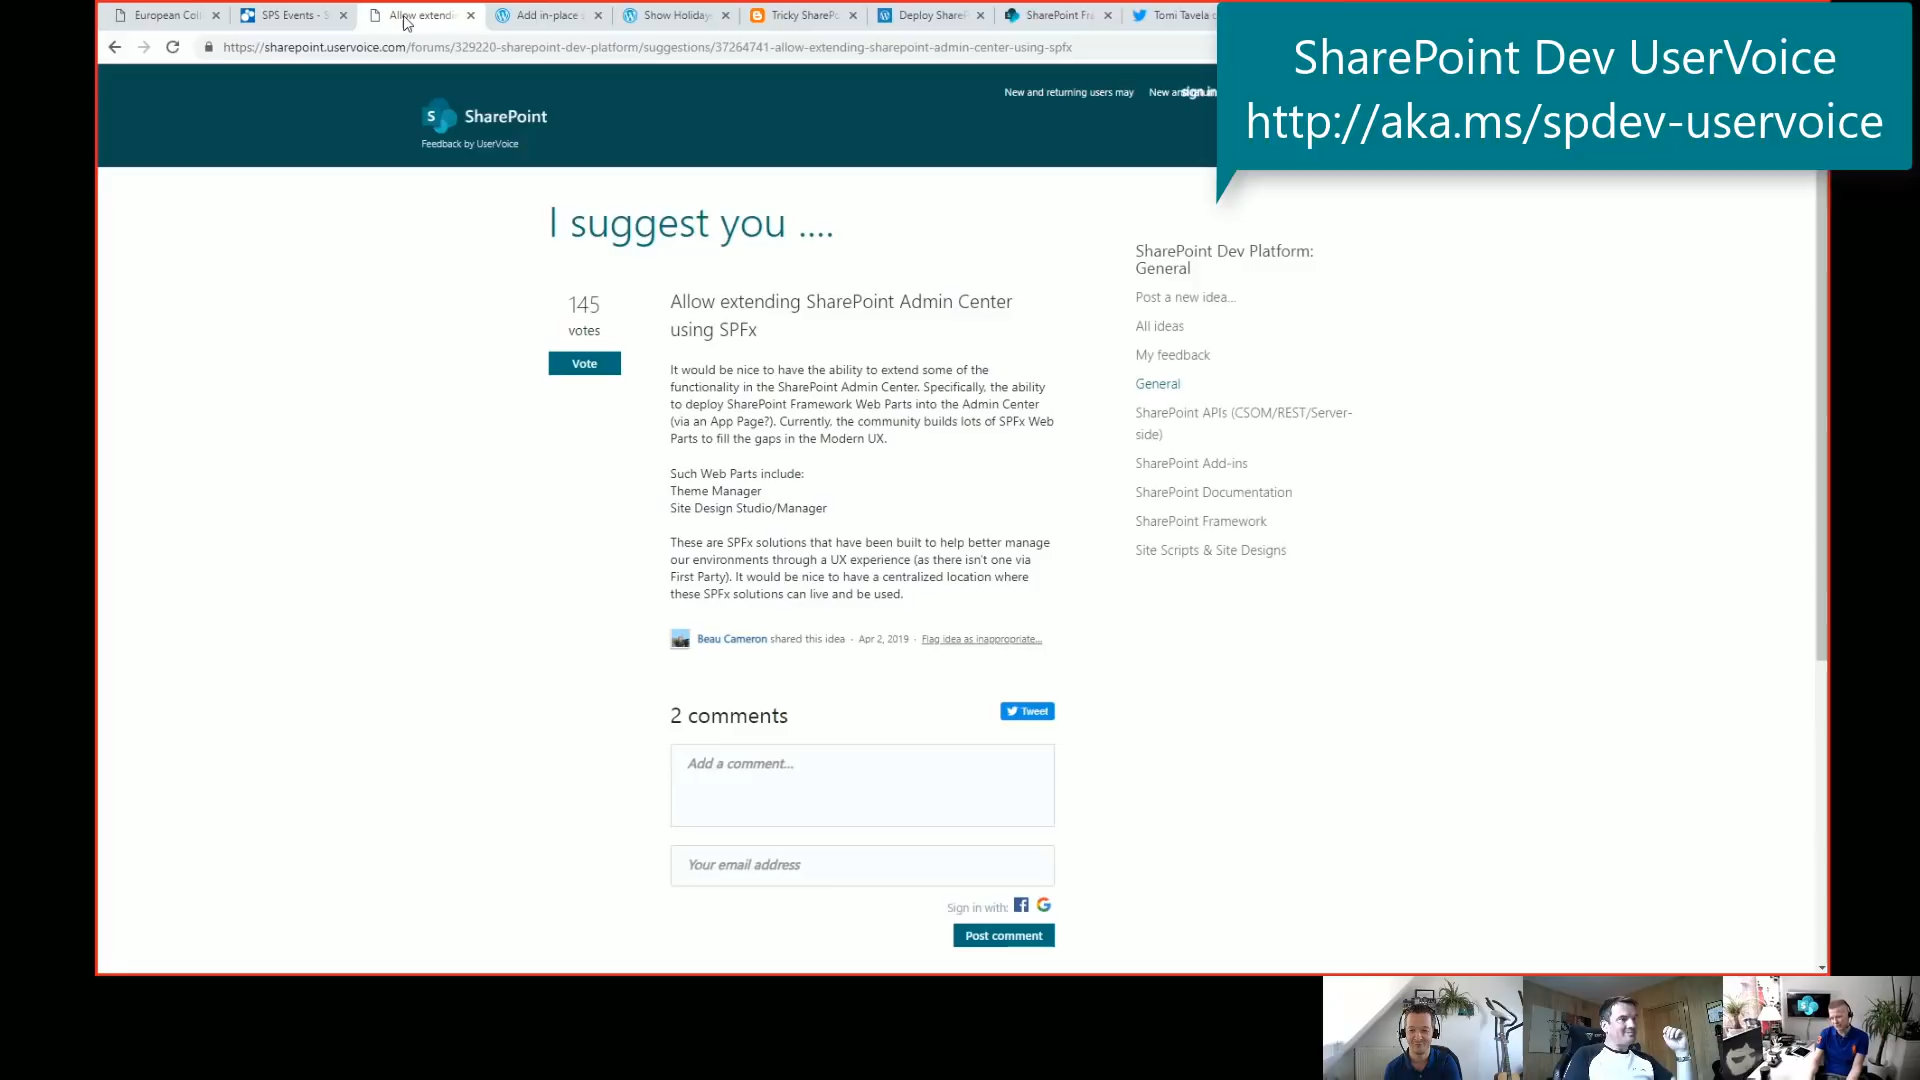 European Coll
SPS Events - S
Allow extendi
Add in-place s
Show Holiday
Tricky SharePo
Deploy ShareP
SharePoint Fra
Tomi Tavela
https://sharepoint.uservoice.com/forums/329220-sharepoint-dev-platform/suggestions/37264741-allow-extending-sharepoint-admin-center-using-spfx
SharePoint Dev UserVoice
http://aka.ms/spdev-uservoice
New and returning users may
sign in
S SharePoint
Feedback by UserVoice
I suggest you ....
145
votes
Vote
Allow extending SharePoint Admin Center
using SPFx
It would be nice to have the ability to extend some of the
functionality in the SharePoint Admin Center. Specifically, the ability
to deploy SharePoint Framework Web Parts into the Admin Center
(via an App Page?). Currently, the community builds lots of SPFx Web
Parts to fill the gaps in the Modern UX.
Such Web Parts include:
Theme Manager
Site Design Studio/Manager
These are SPFx solutions that have been built to help better manage
our environments through a UX experience (as there isn't one via
First Party). It would be nice to have a centralized location where
these SPFx solutions can live and be used.
Beau Cameron shared this idea · Apr 2, 2019 · Flag idea as inappropriate...
2 comments
Tweet
Add a comment...
Your email address
Sign in with:
Post comment
SharePoint Dev Platform:
General
Post a new idea...
All ideas
My feedback
General
SharePoint APIs (CSOM/REST/Server-
side)
SharePoint Add-ins
SharePoint Documentation
SharePoint Framework
Site Scripts & Site Designs